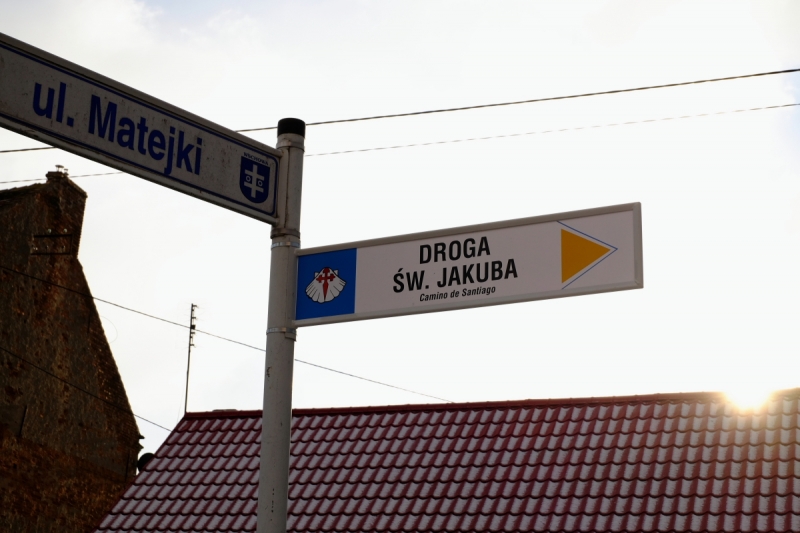 ul. Matejki
DROGA
ŚW. JAKUBA
Camino de Santiago